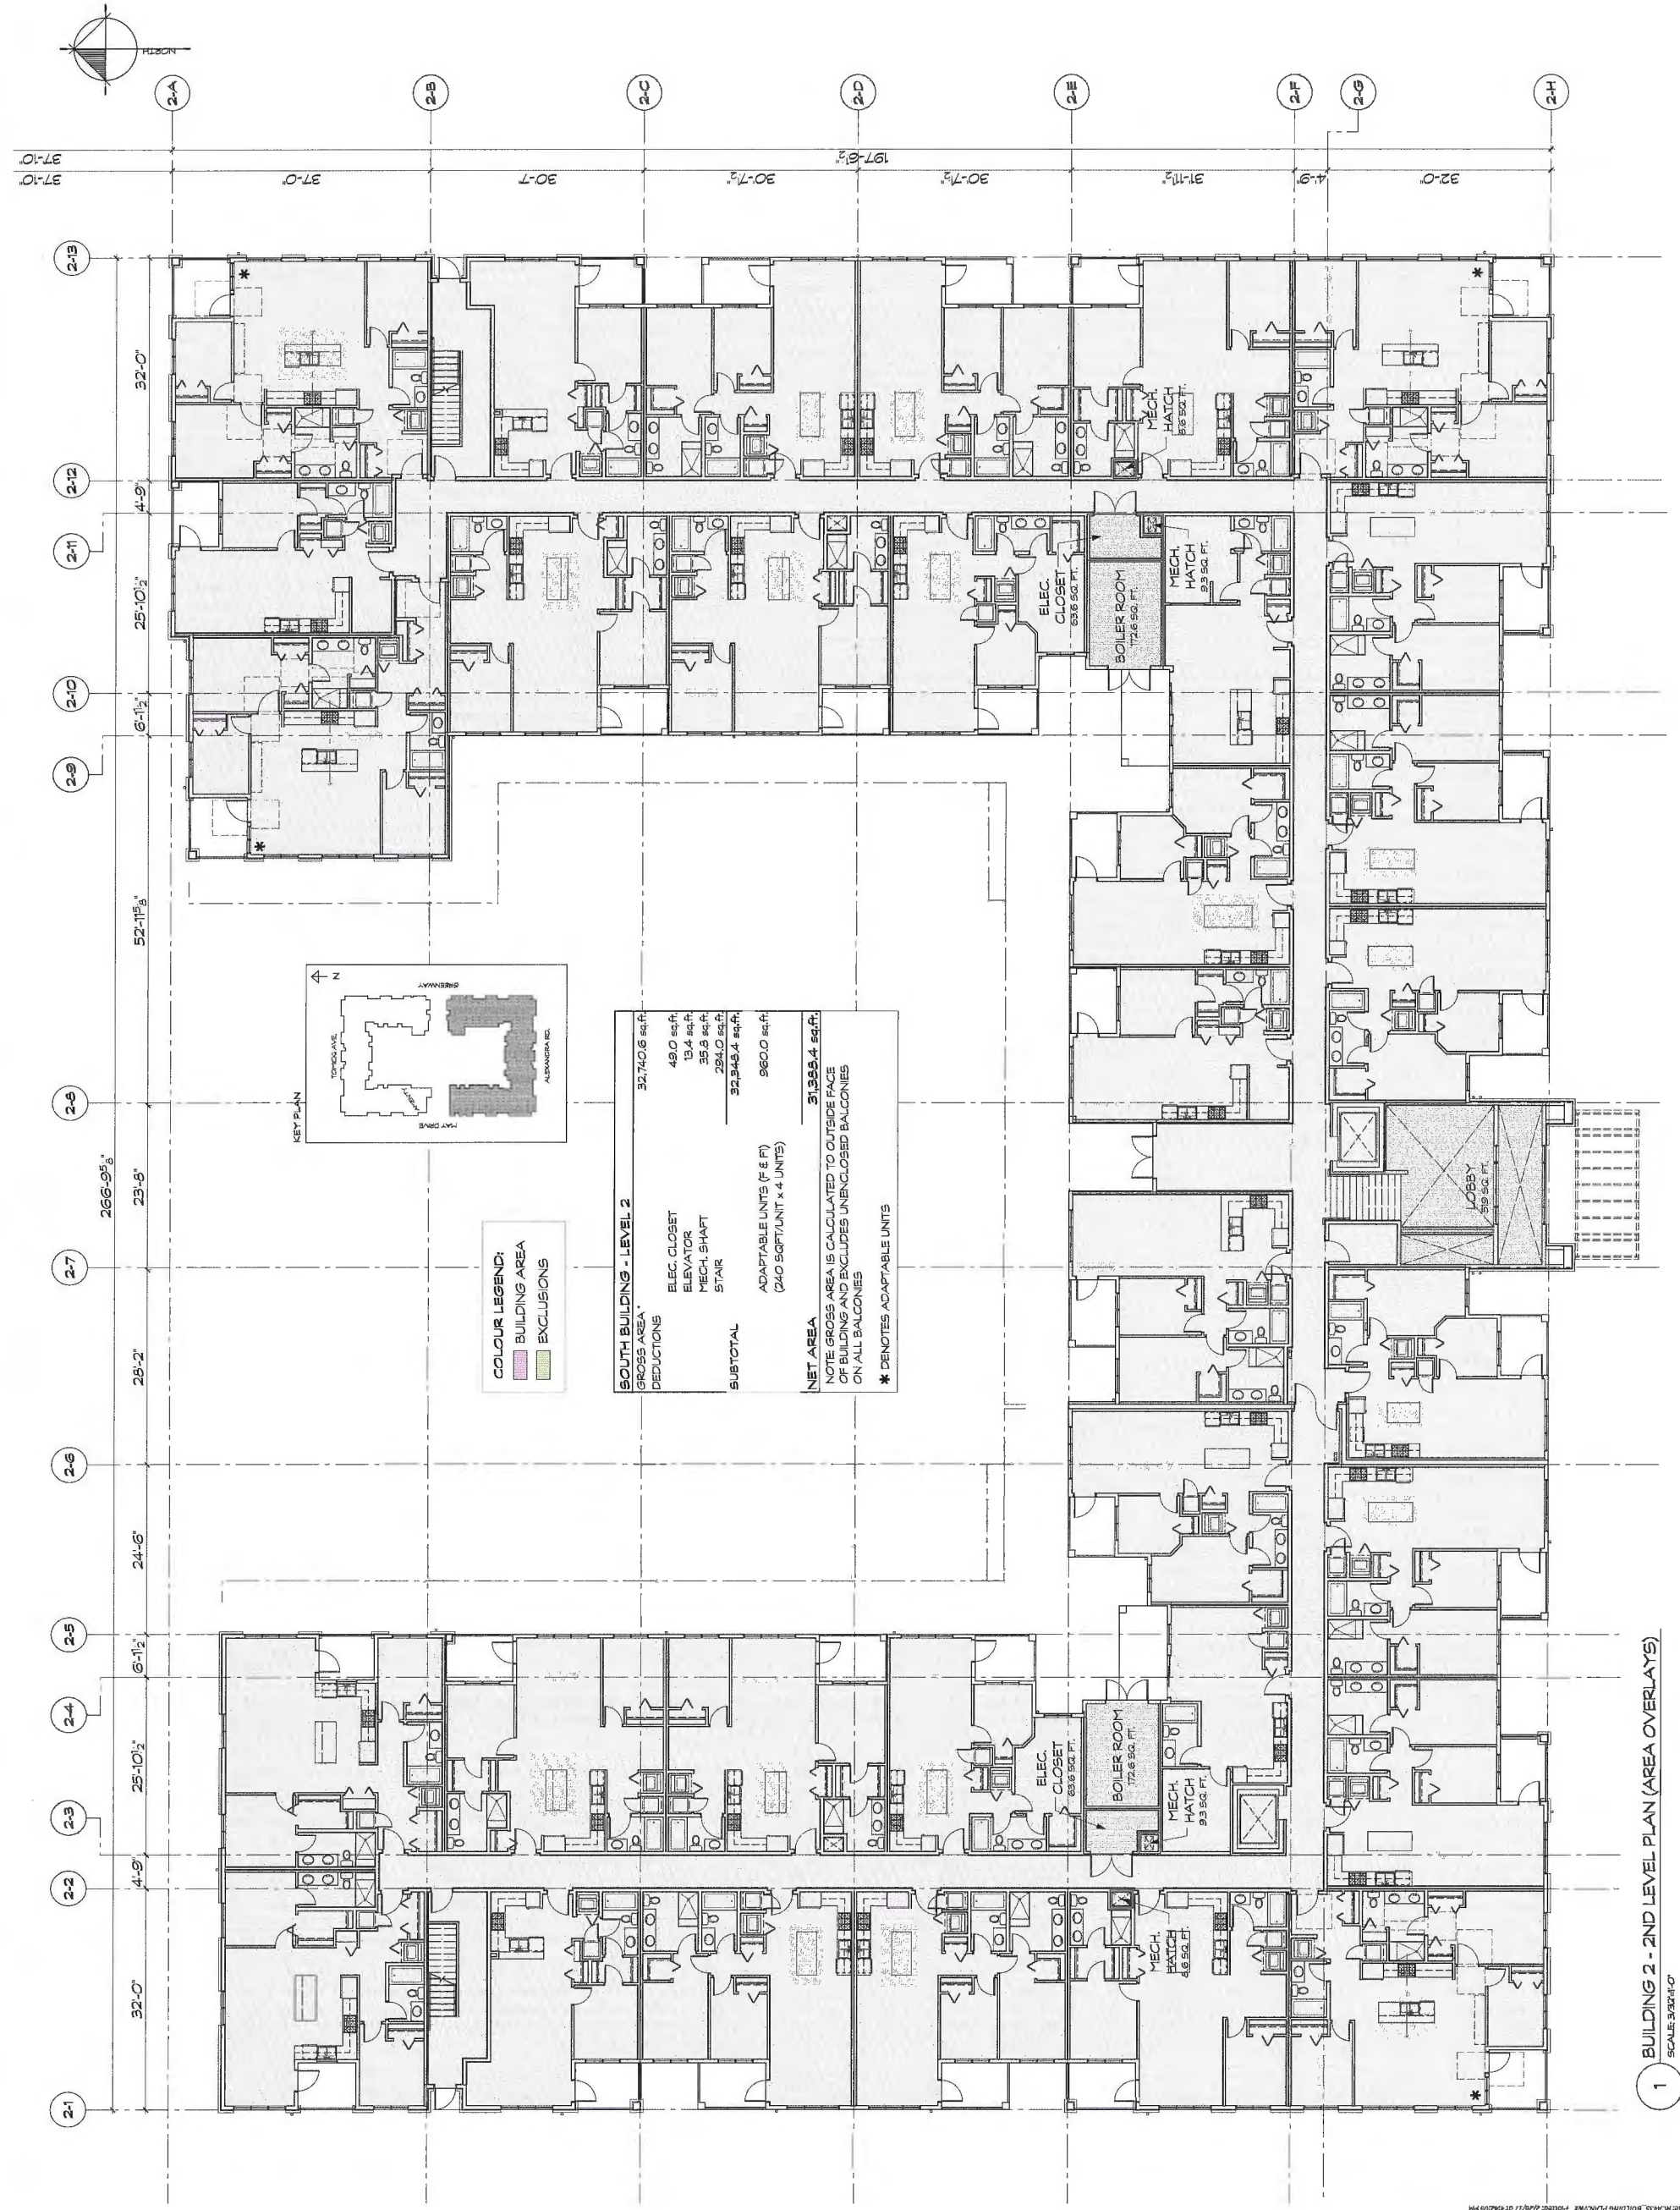 NORTH
2-A
2-B
2-C
2-D
2-E
2-F
2-G
2-H
37'-10"
37'-10"
197'-6½"
37'-0"
30'-7
30'-7½"
30'-7½"
31'-11½"
4'-9"
32'-0"
2-13
2-12
2-11
2-10
2-9
2-8
2-7
2-6
2-5
2-4
2-3
2-2
2-1
266'-9⅝"
32'-0"
4'-9"
25'-10½"
6'-1½"
52'-11⅝"
23'-8"
28'-2"
24'-6"
6'-1½"
25'-10½"
4'-9"
32'-0"
KEY PLAN
N
TOMICKI AVE.
GREENWAY
MAY DRIVE
AMENITY
ALEXANDRA RD.
COLOUR LEGEND:
BUILDING AREA
EXCLUSIONS
SOUTH BUILDING - LEVEL 2
GROSS AREA * 32,740.6 sq.ft.
DEDUCTIONS
ELEC. CLOSET 49.0 sq.ft.
ELEVATOR 13.4 sq.ft.
MECH. SHAFT 35.8 sq.ft.
STAIR 294.0 sq.ft.
SUBTOTAL 32,348.4 sq.ft.
ADAPTABLE UNITS (F & F1) 960.0 sq.ft.
(240 SQFT/UNIT x 4 UNITS)
NET AREA 31,388.4 sq.ft.
NOTE: GROSS AREA IS CALCULATED TO OUTSIDE FACE
OF BUILDING AND EXCLUDES UNENCLOSED BALCONIES
ON ALL BALCONIES
* DENOTES ADAPTABLE UNITS
MECH.
HATCH
8.6 SQ. FT.
ELEC.
CLOSET
63.6 SQ. FT.
BOILER ROOM
172.6 SQ. FT.
MECH.
HATCH
9.3 SQ. FT.
LOBBY
519 SQ. FT.
ELEC.
CLOSET
63.6 SQ. FT.
BOILER ROOM
172.6 SQ. FT.
MECH.
HATCH
9.3 SQ. FT.
MECH.
HATCH
8.6 SQ. FT.
*
*
*
*
1
BUILDING 2 - 2ND LEVEL PLAN (AREA OVERLAYS)
SCALE: 3/32"=1'-0"